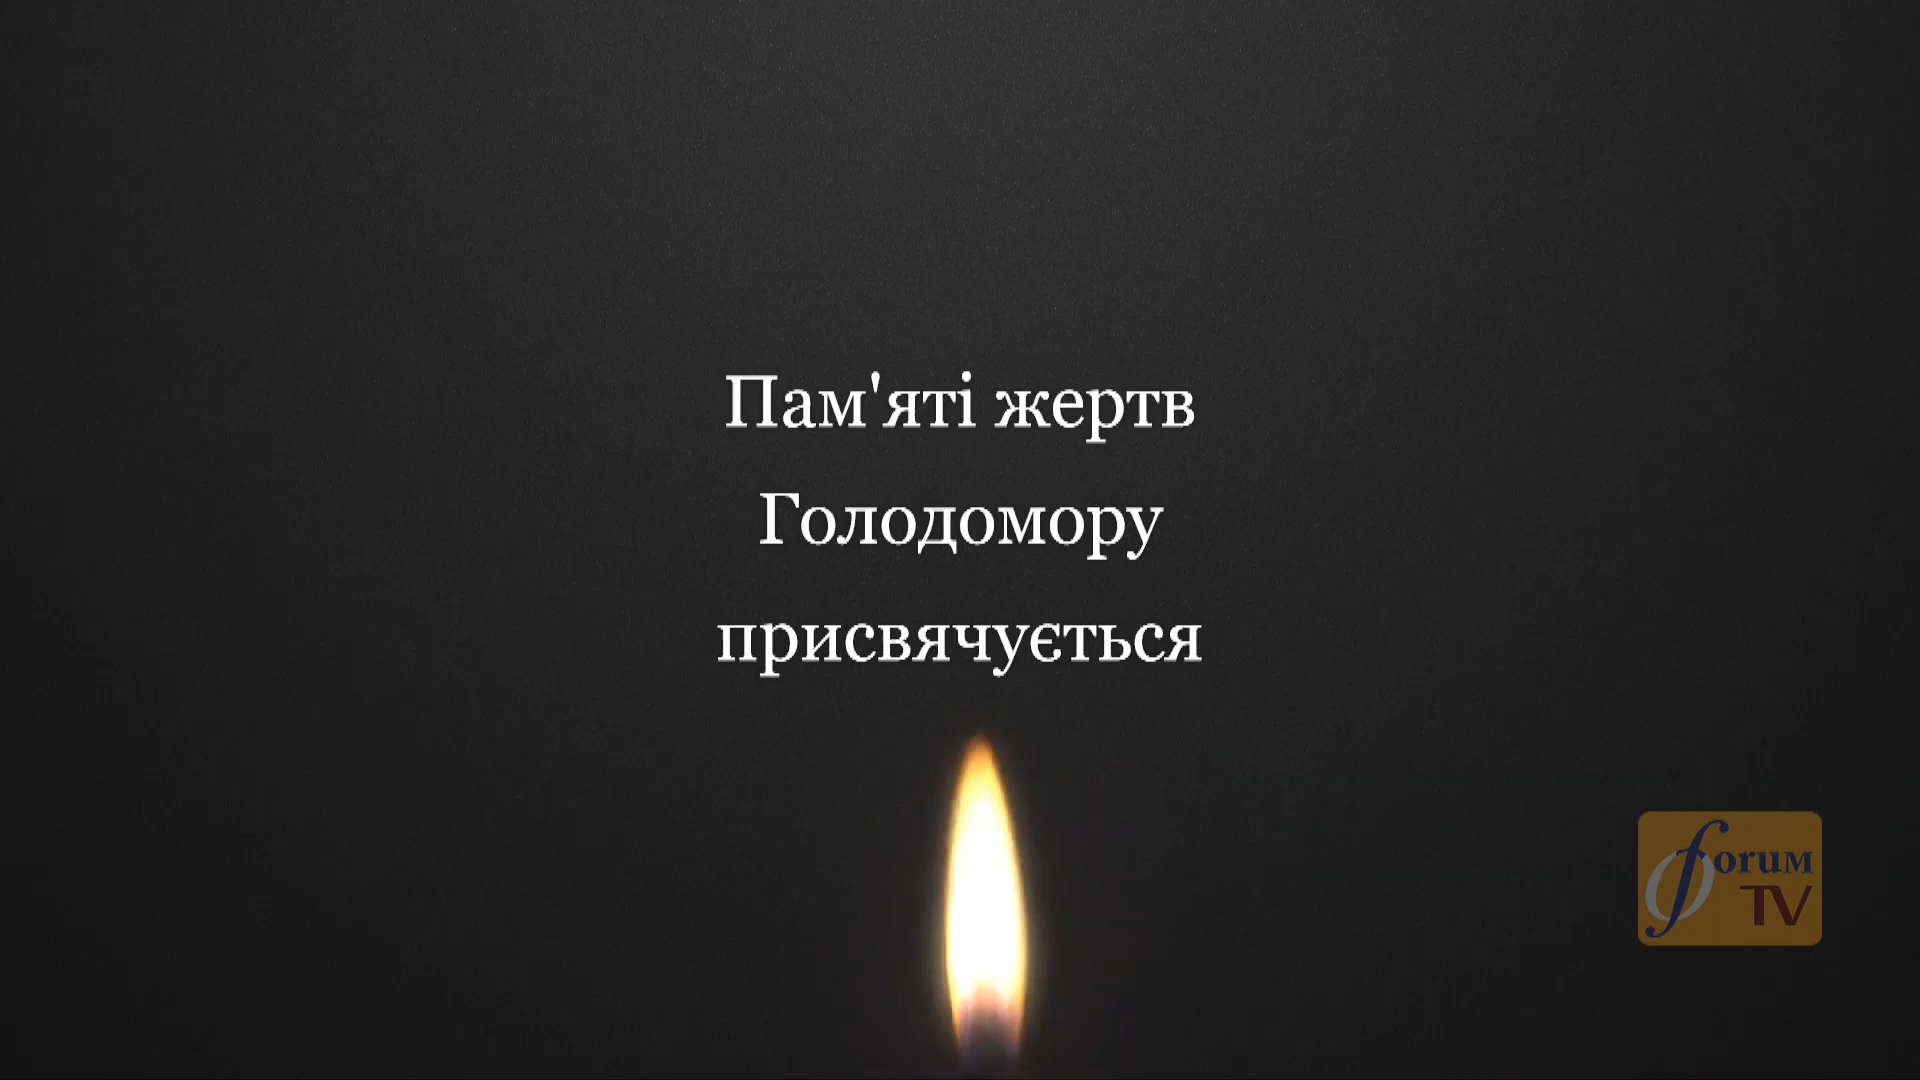 Пам'яті жертв
Голодомору
присвячується
forum
TV